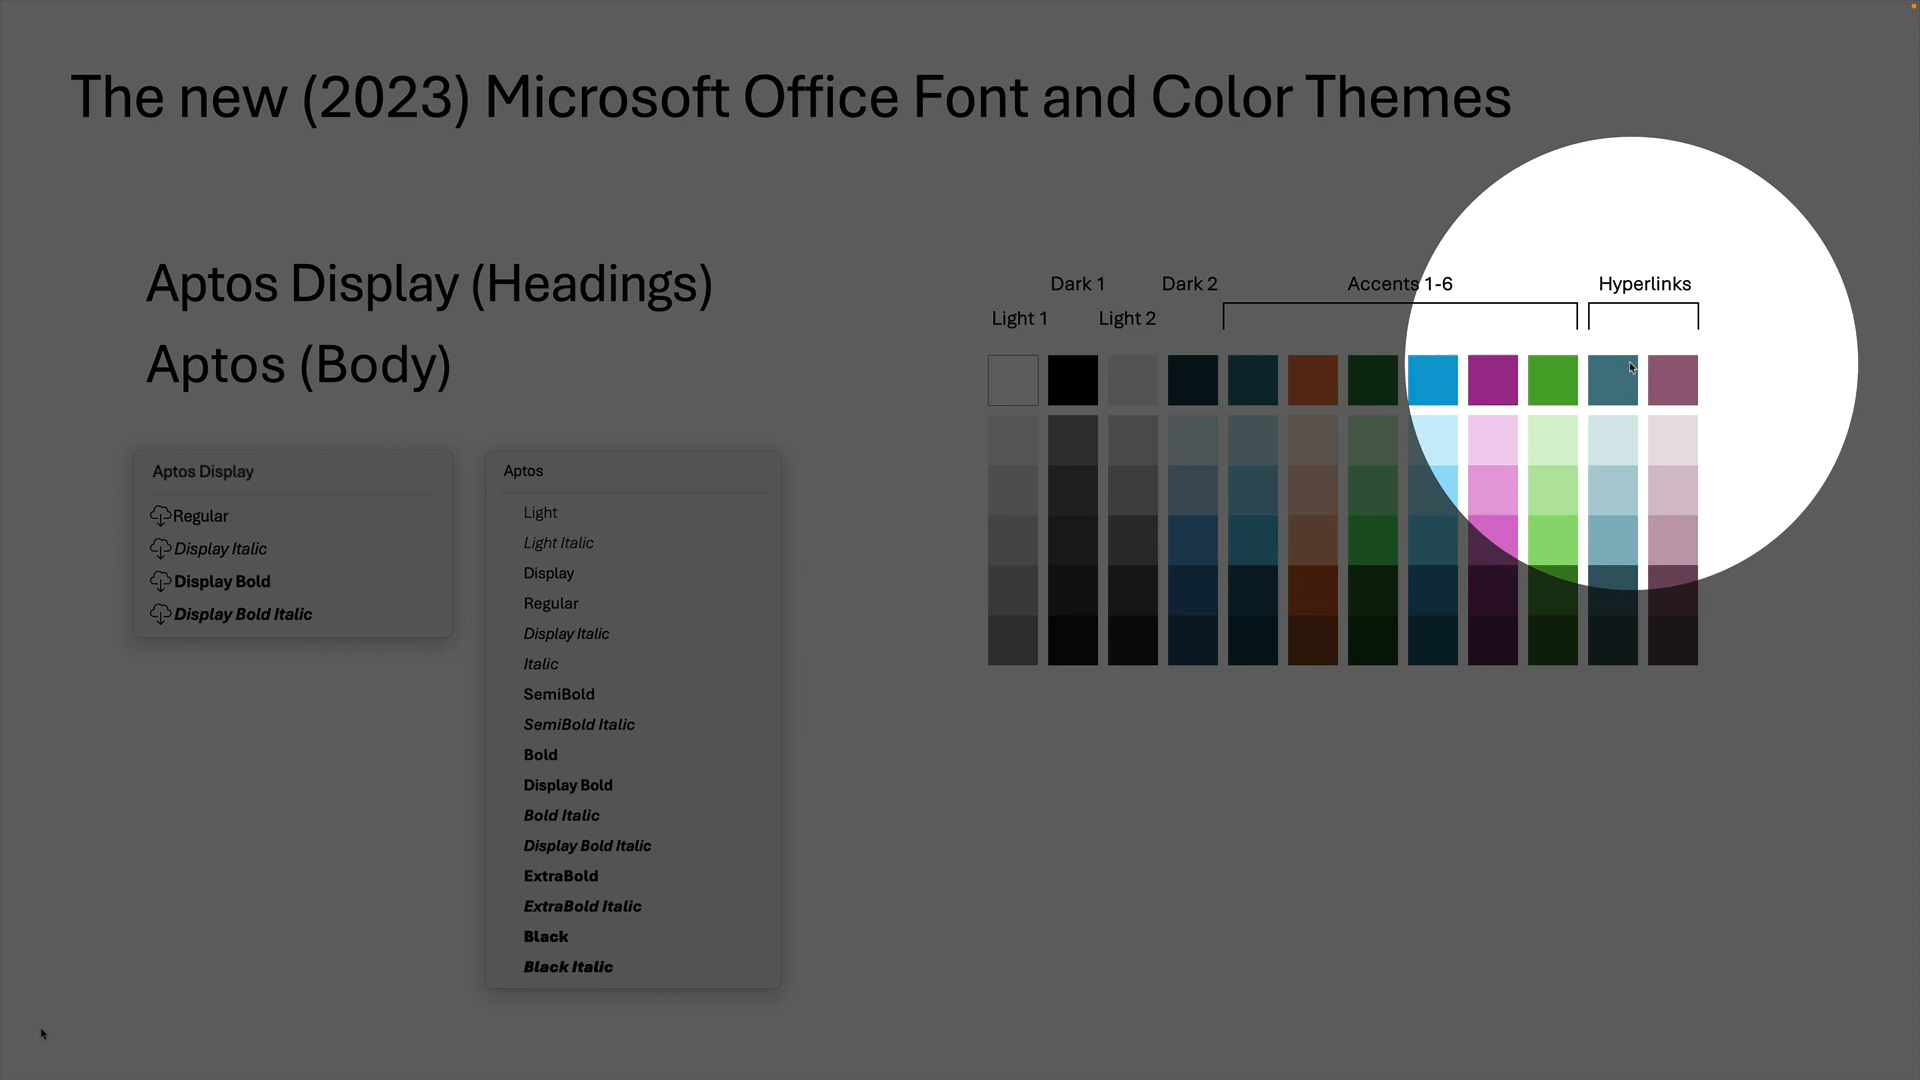 The new (2023) Microsoft Office Font and Color Themes
Aptos Display (Headings)
Aptos (Body)
Aptos Display
Regular
Display Italic
Display Bold
Display Bold Italic
Aptos
Light
Light Italic
Display
Regular
Display Italic
Italic
SemiBold
SemiBold Italic
Bold
Display Bold
Bold Italic
Display Bold Italic
ExtraBold
ExtraBold Italic
Black
Black Italic
Dark 1
Dark 2
Accents 1-6
Hyperlinks
Light 1
Light 2